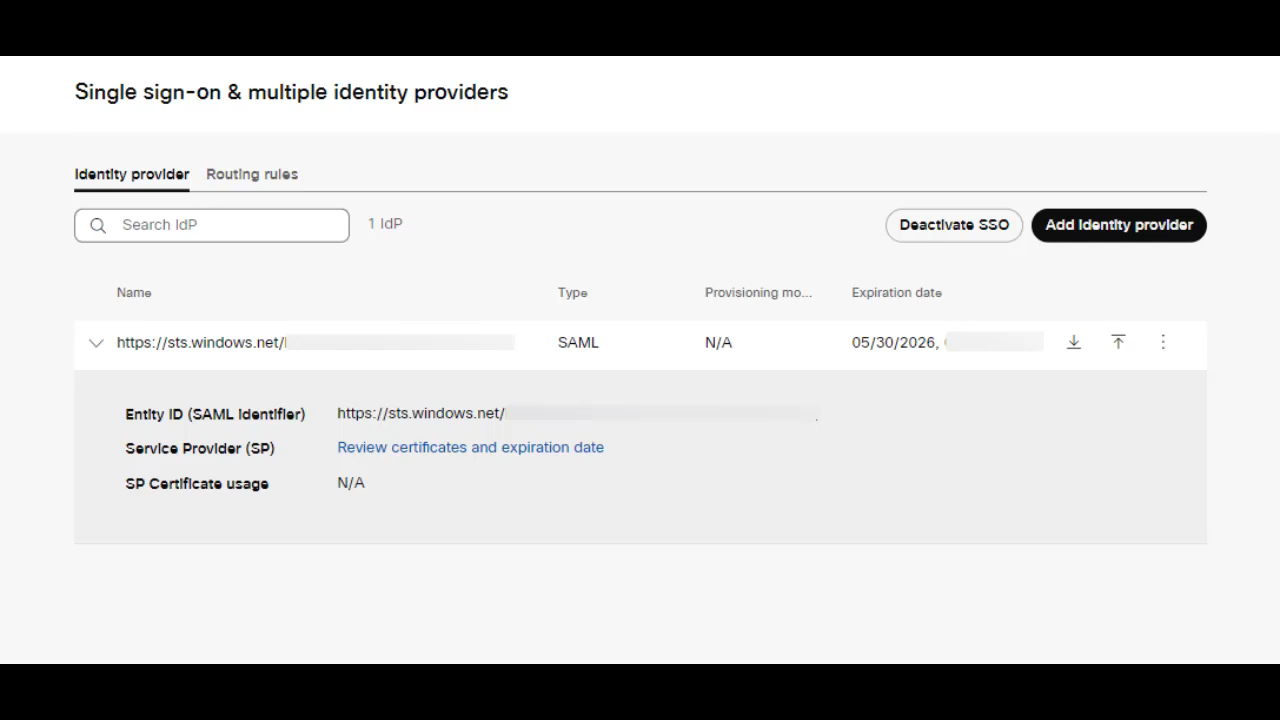 Single sign-on & multiple identity providers
Identity provider Routing rules
Search IdP 1 IdP Deactivate SSO Add identity provider
Name Type Provisioning mo... Expiration date
https://sts.windows.net/ SAML N/A 05/30/2026,
Entity ID (SAML Identifier) https://sts.windows.net/
Service Provider (SP) Review certificates and expiration date
SP Certificate usage N/A